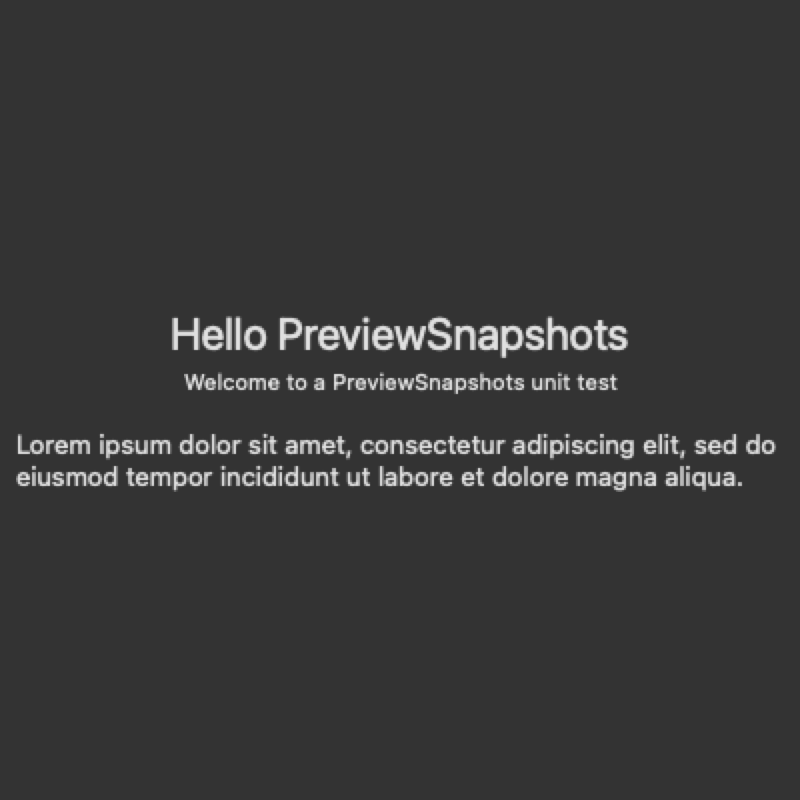 Hello PreviewSnapshots
Welcome to a PreviewSnapshots unit test
Lorem ipsum dolor sit amet, consectetur adipiscing elit, sed do
eiusmod tempor incididunt ut labore et dolore magna aliqua.